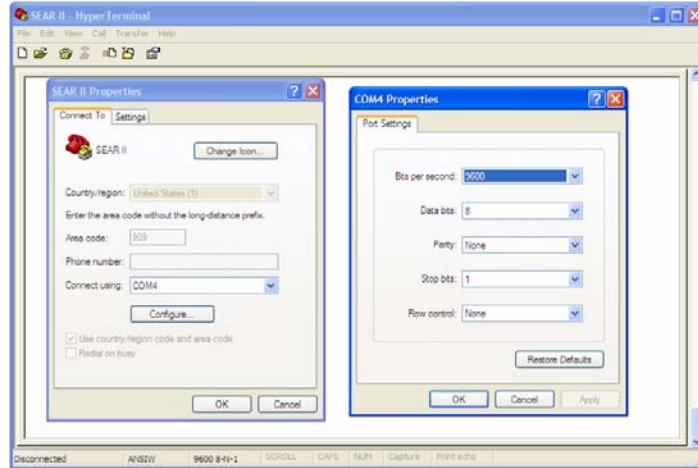 SEAR II - HyperTerminal
File Edit View Call Transfer Help
SEAR II Properties
Connect To Settings
SEAR II
Change Icon...
Country/region: United States (1)
Enter the area code without the long-distance prefix.
Area code: 909
Phone number:
Connect using: COM4
Configure...
Use country/region code and area code
Redial on busy
OK Cancel
COM4 Properties
Port Settings
Bits per second: 9600
Data bits: 8
Parity: None
Stop bits: 1
Flow control: None
Restore Defaults
OK Cancel Apply
Disconnected ANSIW 9600 8-N-1 SCROLL CAPS NUM Capture Print echo